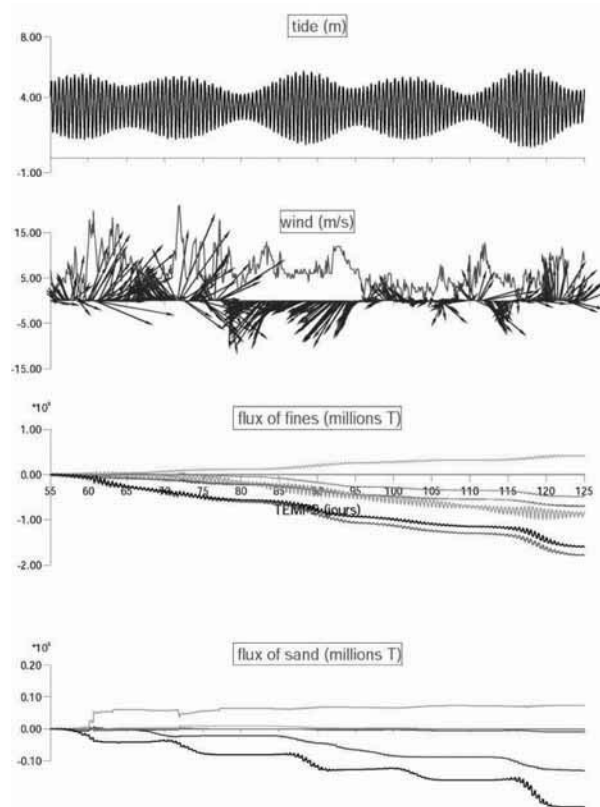 tide (m)
8.00
4.00
-1.00
wind (m/s)
15.00
5.00
-5.00
-15.00
flux of fines (millions T)
1.00
0.00
55 60 65 70 75 80 85 90 95 100 105 110 115 120 125
TEMPS (jours)
-1.00
-2.00
flux of sand (millions T)
0.20
0.10
0.00
-0.10